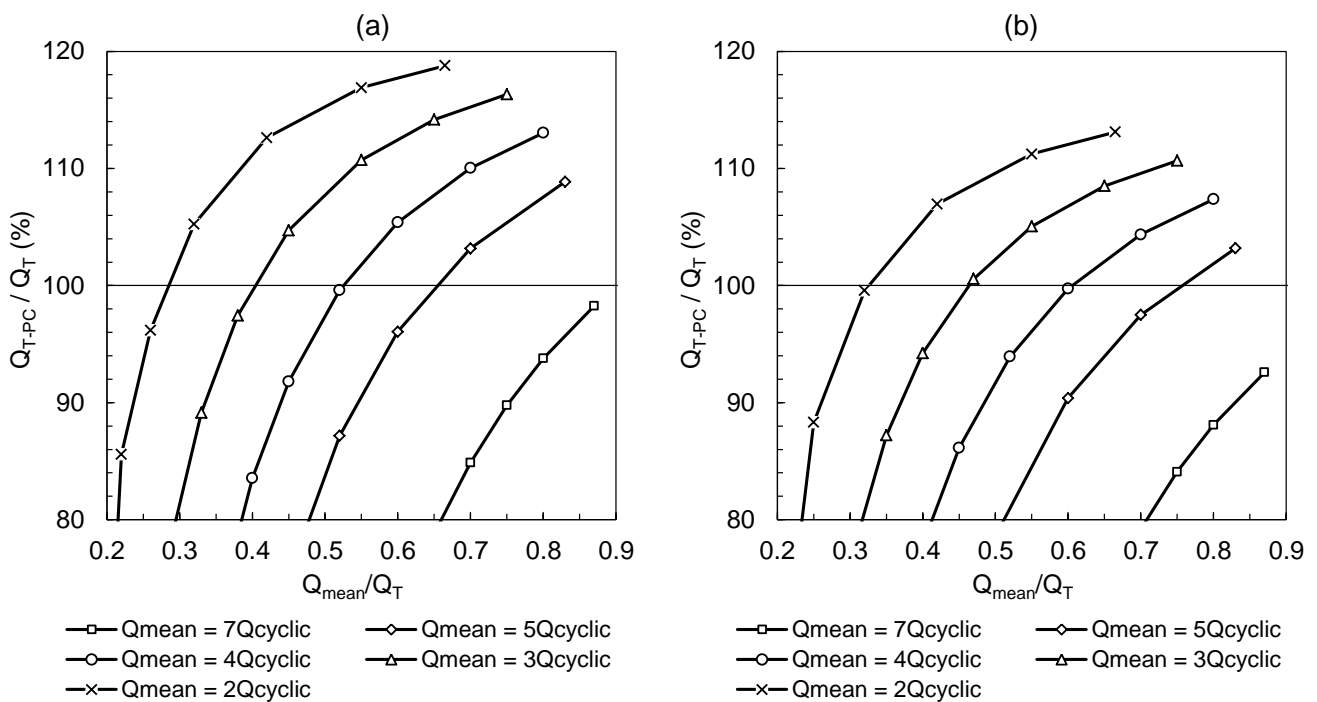 (a)
120
110
100
90
80
Q_T-PC / Q_T (%)
0.2 0.3 0.4 0.5 0.6 0.7 0.8 0.9
Q_mean/Q_T
Qmean = 7Qcyclic Qmean = 5Qcyclic
Qmean = 4Qcyclic Qmean = 3Qcyclic
Qmean = 2Qcyclic
(b)
120
110
100
90
80
Q_T-PC / Q_T (%)
0.2 0.3 0.4 0.5 0.6 0.7 0.8 0.9
Q_mean/Q_T
Qmean = 7Qcyclic Qmean = 5Qcyclic
Qmean = 4Qcyclic Qmean = 3Qcyclic
Qmean = 2Qcyclic